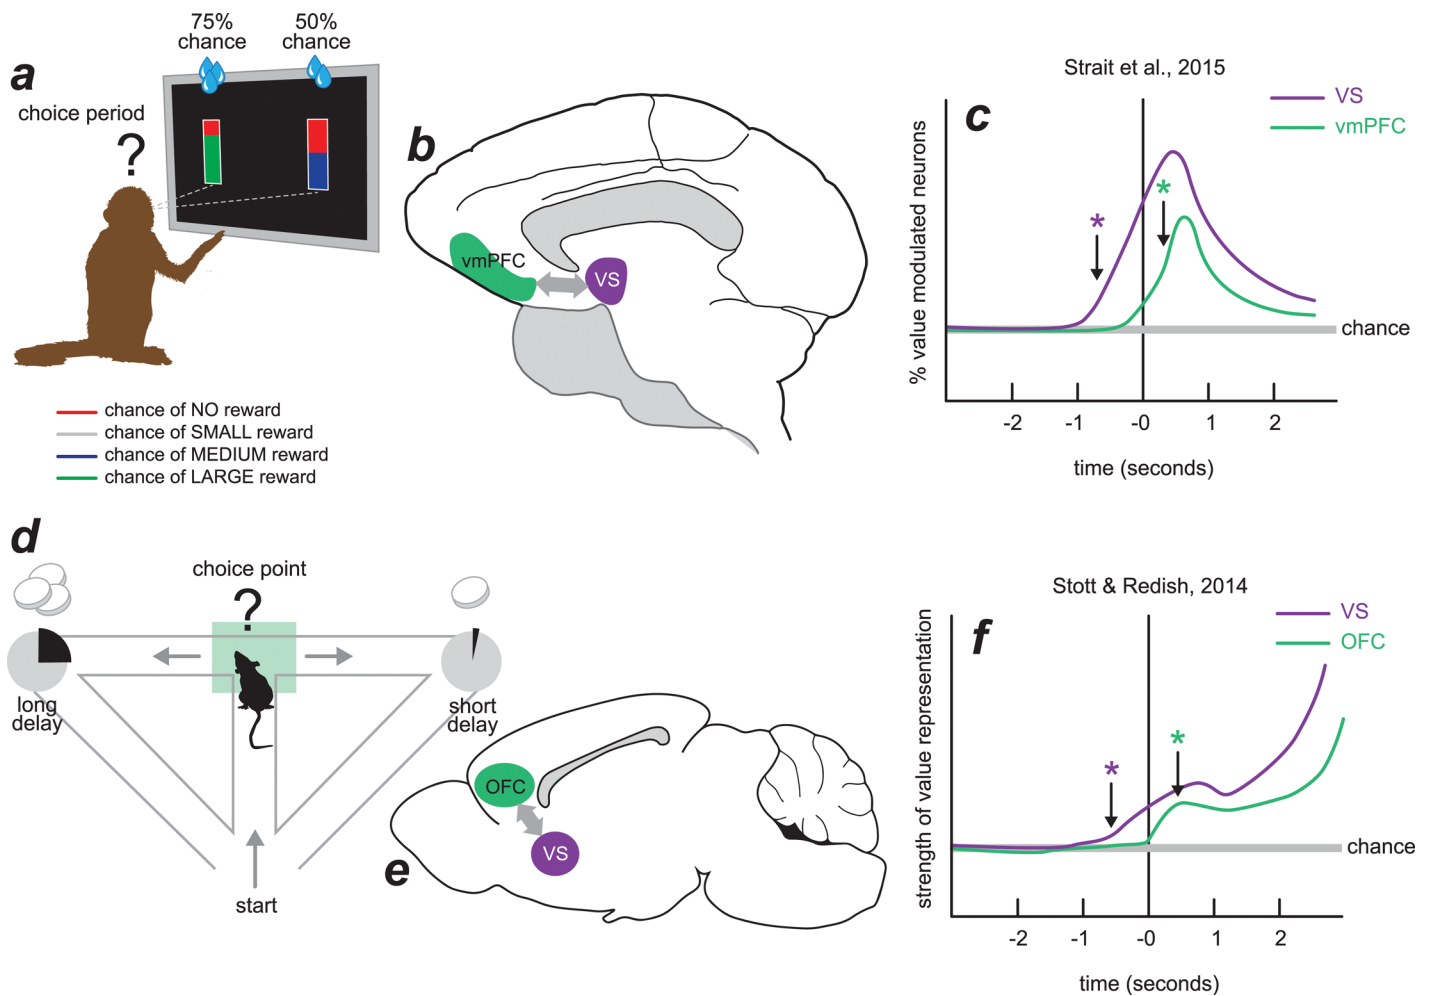 a
75% chance
50% chance
choice period
?
chance of NO reward
chance of SMALL reward
chance of MEDIUM reward
chance of LARGE reward
b
vmPFC
VS
c
Strait et al., 2015
VS
vmPFC
*
*
% value modulated neurons
chance
-2 -1 -0 1 2
time (seconds)
d
choice point
?
long
delay
short
delay
start
e
OFC
VS
f
Stott & Redish, 2014
VS
OFC
*
*
strength of value representation
chance
-2 -1 -0 1 2
time (seconds)